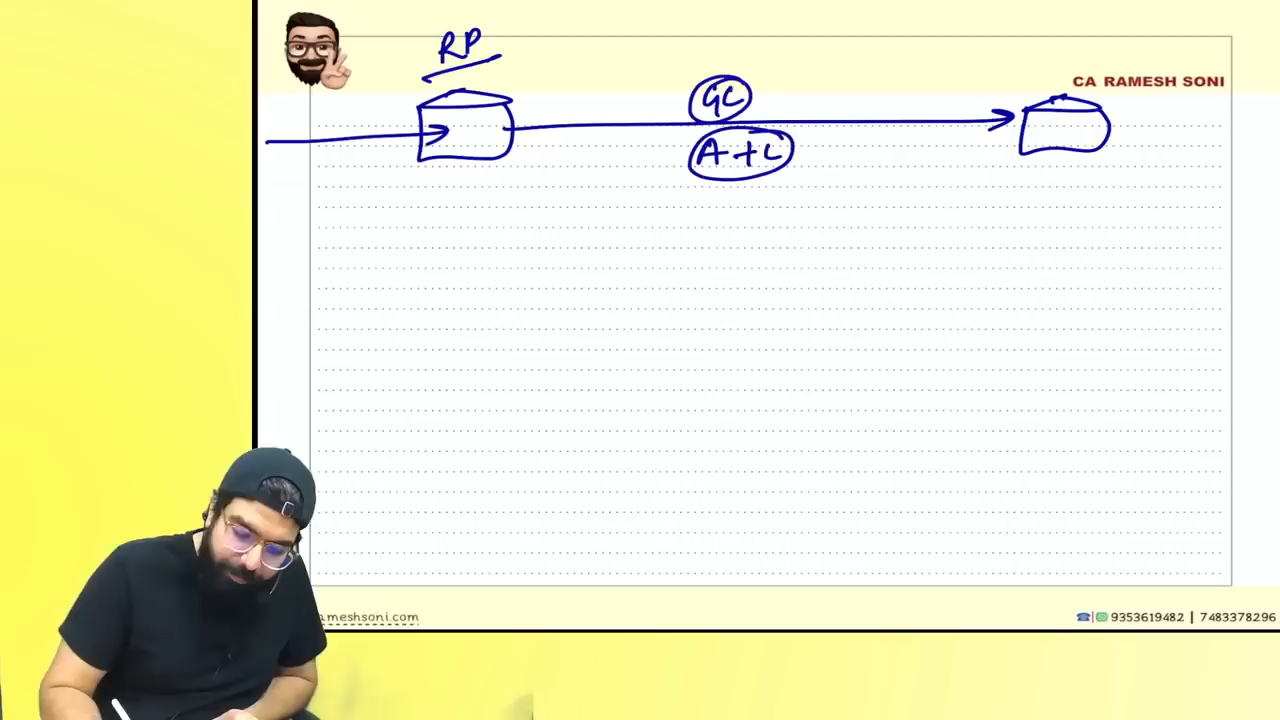 RP
CA RAMESH SONI
GC
A+L
meshsoni.com
9353619482 | 7483378296